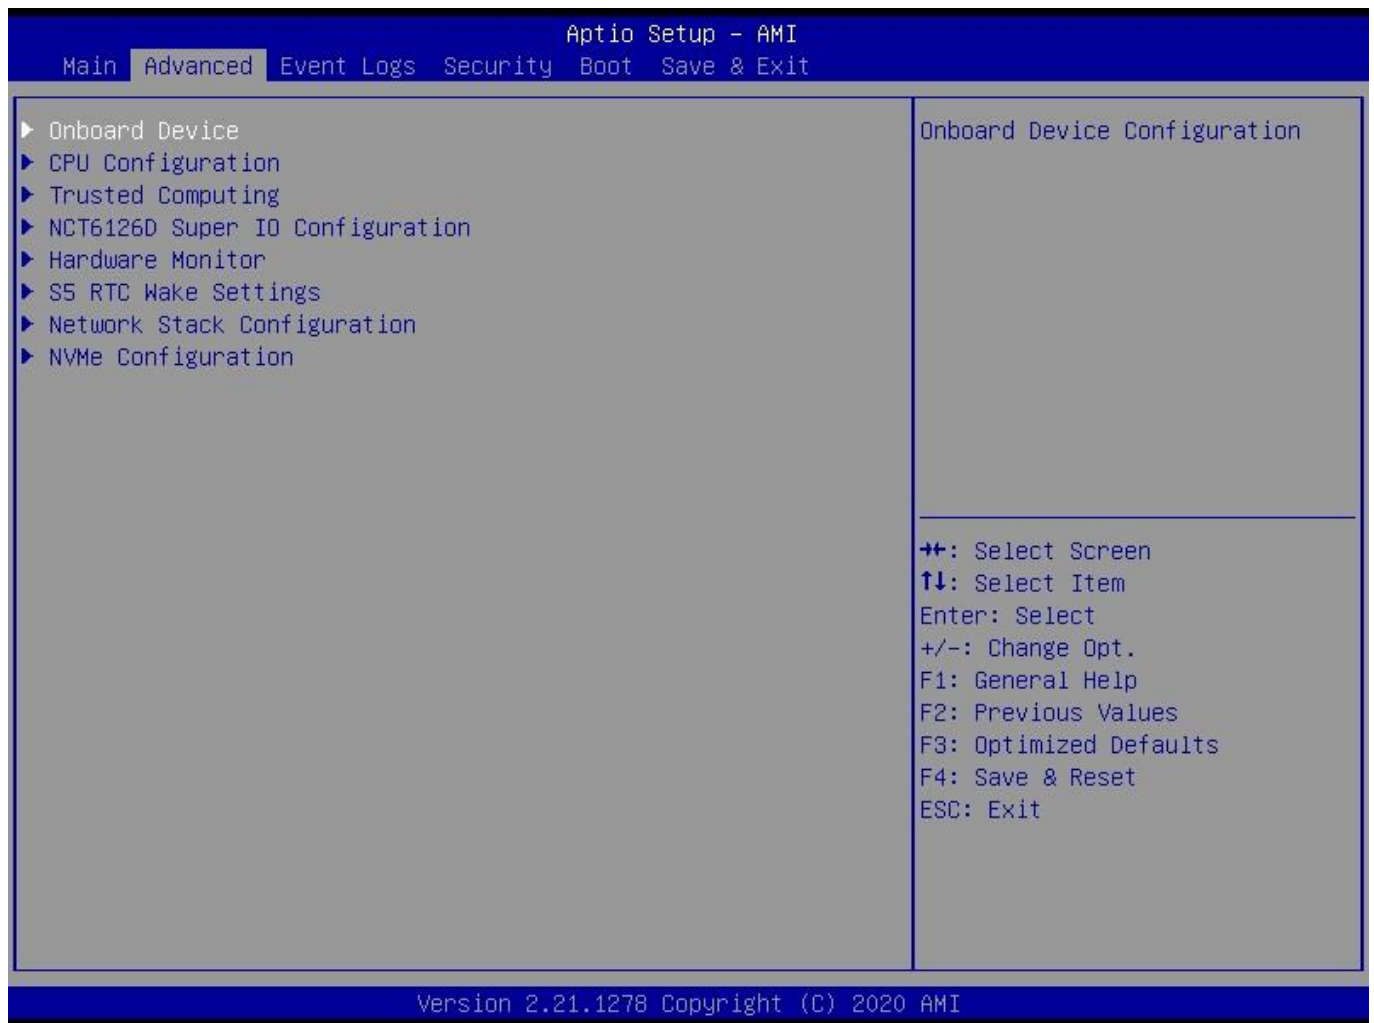 Aptio Setup – AMI
Main Advanced Event Logs Security Boot Save & Exit
▶ Onboard Device
▶ CPU Configuration
▶ Trusted Computing
▶ NCT6126D Super IO Configuration
▶ Hardware Monitor
▶ S5 RTC Wake Settings
▶ Network Stack Configuration
▶ NVMe Configuration
Onboard Device Configuration
→←: Select Screen
↑↓: Select Item
Enter: Select
+/-: Change Opt.
F1: General Help
F2: Previous Values
F3: Optimized Defaults
F4: Save & Reset
ESC: Exit
Version 2.21.1278 Copyright (C) 2020 AMI